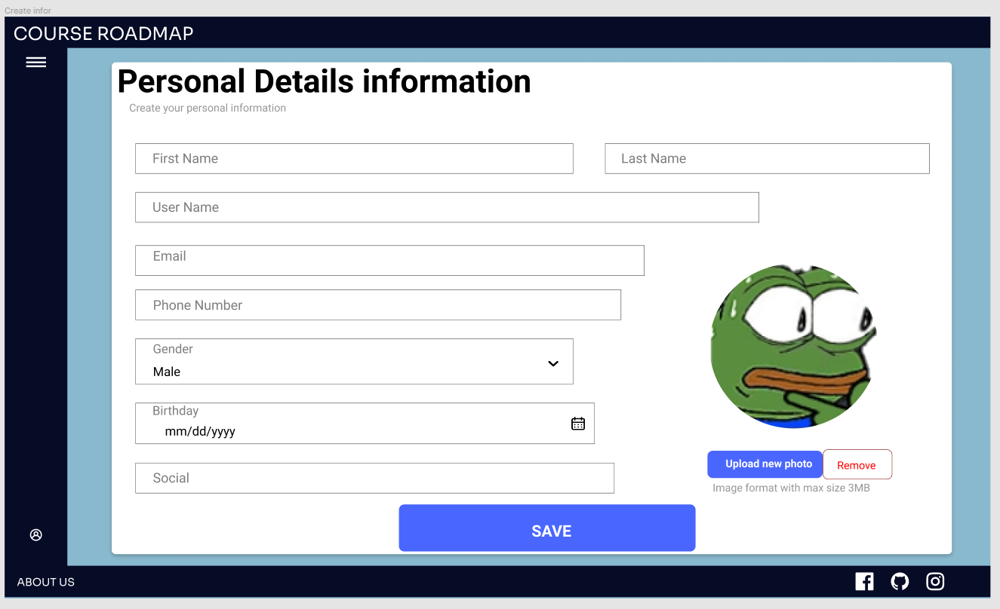 Create infor
COURSE ROADMAP
Personal Details information
Create your personal information
First Name
Last Name
User Name
Email
Phone Number
Gender
Male
Birthday
mm/dd/yyyy
Social
Upload new photo
Remove
Image format with max size 3MB
SAVE
ABOUT US